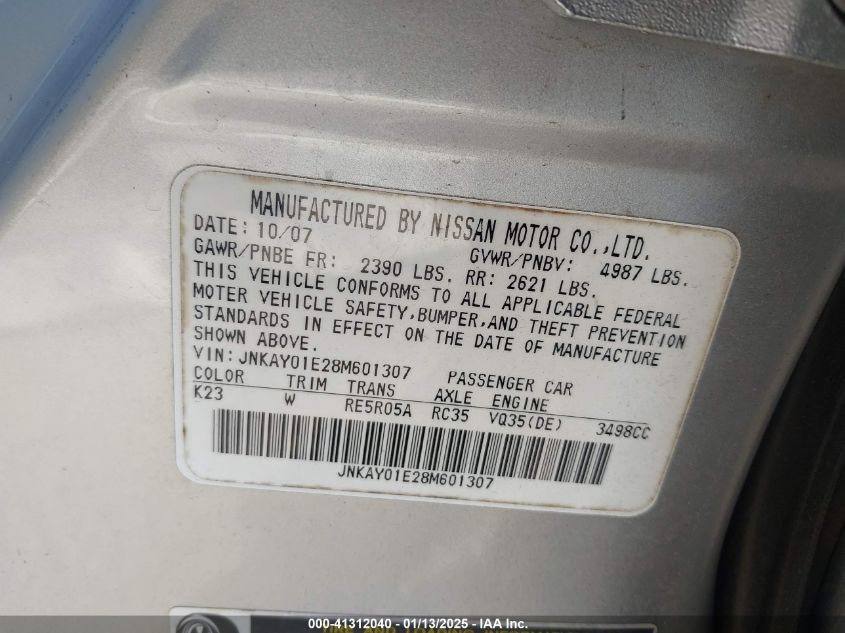 MANUFACTURED BY NISSAN MOTOR CO.,LTD.
DATE: 10/07 GVWR/PNBV: 4987 LBS.
GAWR/PNBE FR: 2390 LBS. RR: 2621 LBS.
THIS VEHICLE CONFORMS TO ALL APPLICABLE FEDERAL
MOTER VEHICLE SAFETY,BUMPER,AND THEFT PREVENTION
STANDARDS IN EFFECT ON THE DATE OF MANUFACTURE
SHOWN ABOVE.
VIN:JNKAY01E28M601307 PASSENGER CAR
COLOR TRIM TRANS AXLE ENGINE
K23 W RE5R05A RC35 VQ35(DE) 3498CC
JNKAY01E28M601307
000-41312040 - 01/13/2025 - IAA Inc.